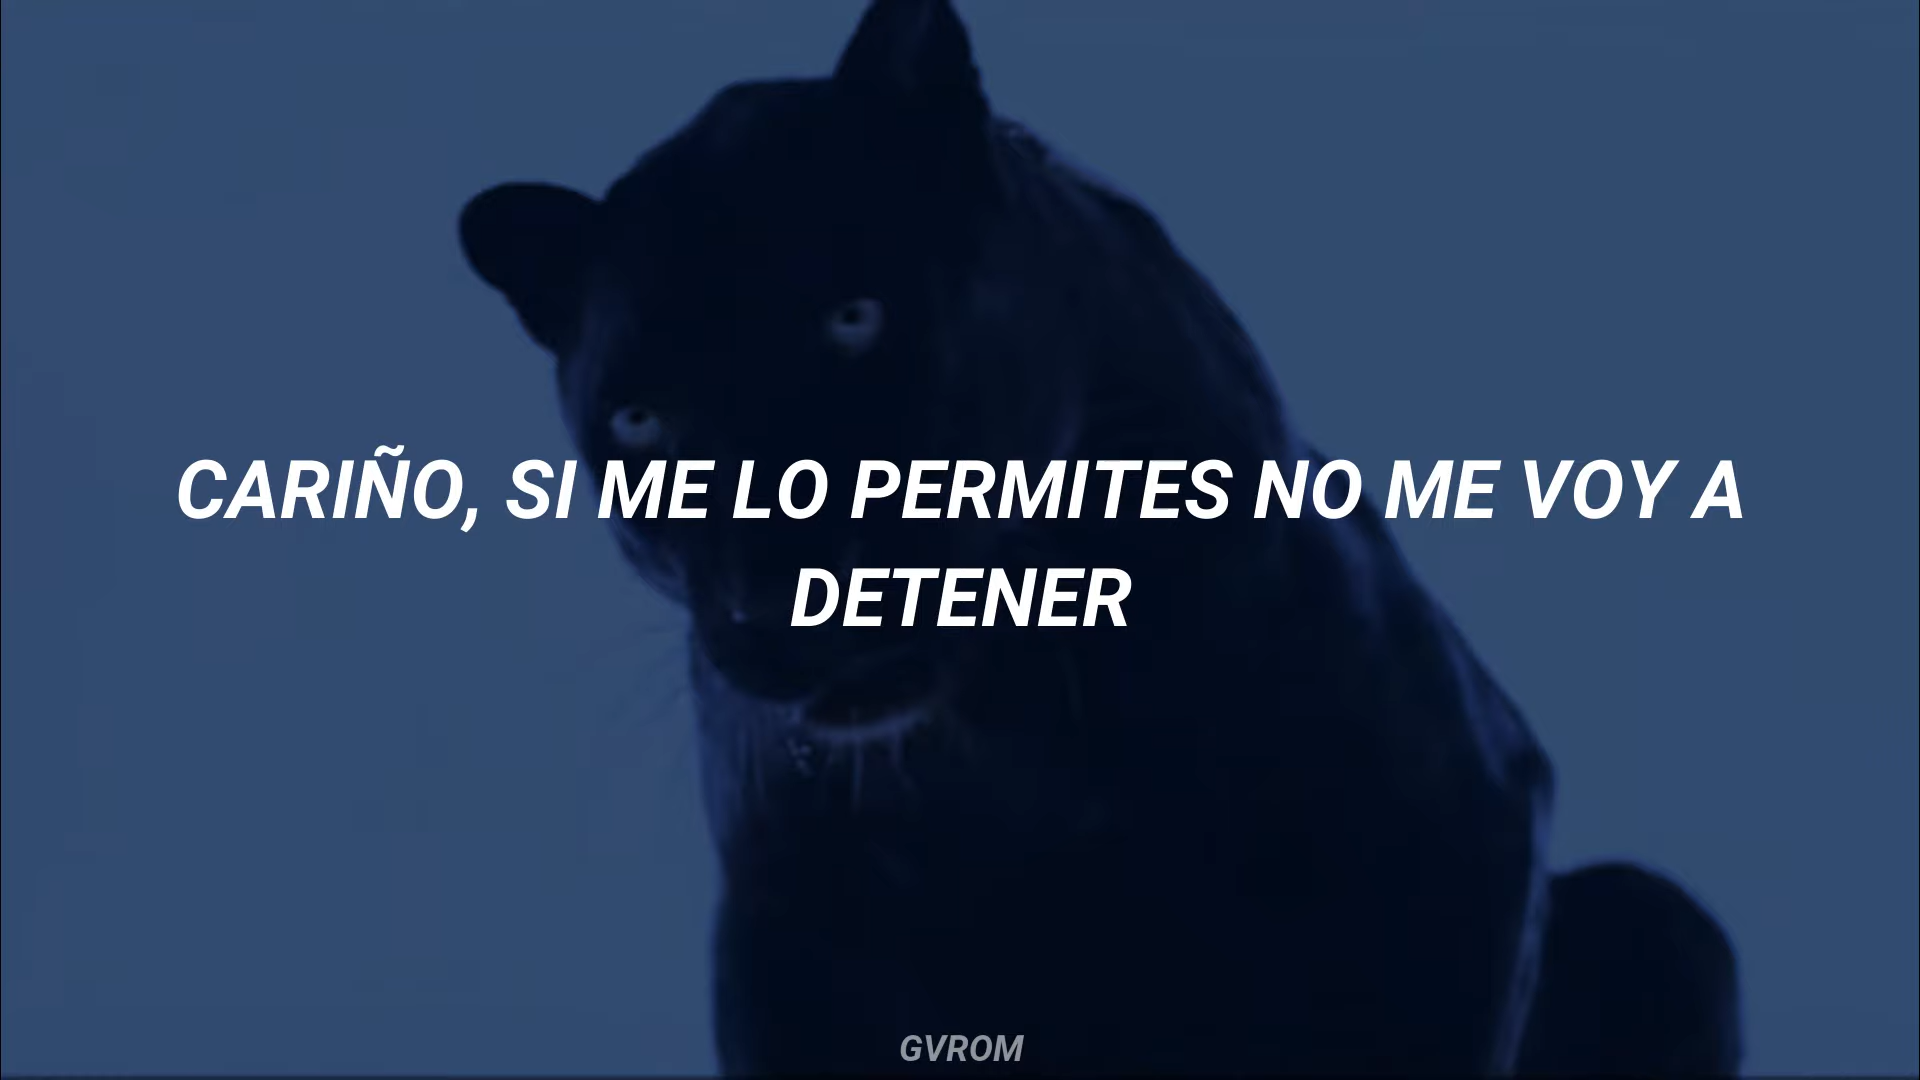 CARIÑO, SI ME LO PERMITES NO ME VOY A
DETENER
GVROM